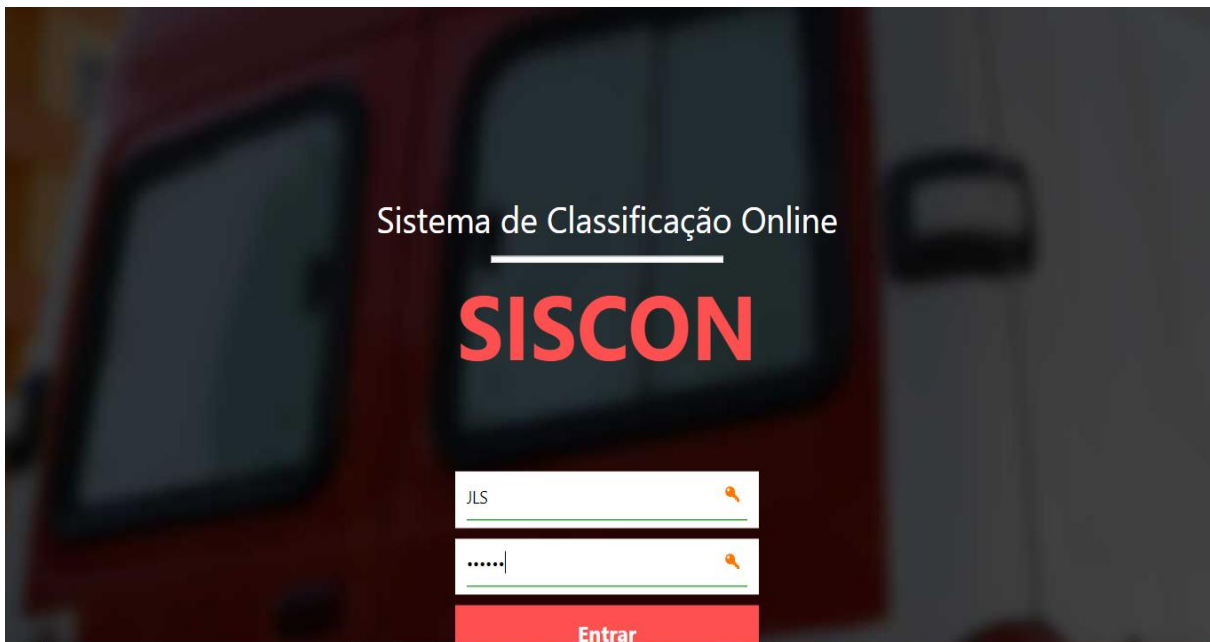 Sistema de Classificação Online
SISCON
JLS
••••••
Entrar